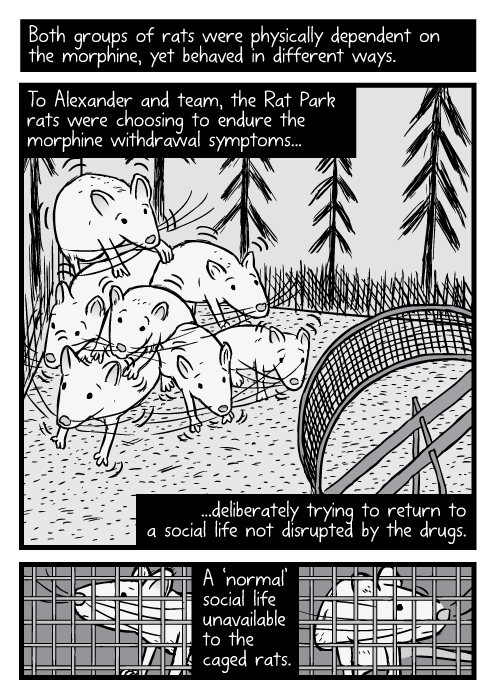 Both groups of rats were physically dependent on
the morphine, yet behaved in different ways.
To Alexander and team, the Rat Park
rats were choosing to endure the
morphine withdrawal symptoms...
...deliberately trying to return to
a social life not disrupted by the drugs.
A 'normal'
social life
unavailable
to the
caged rats.